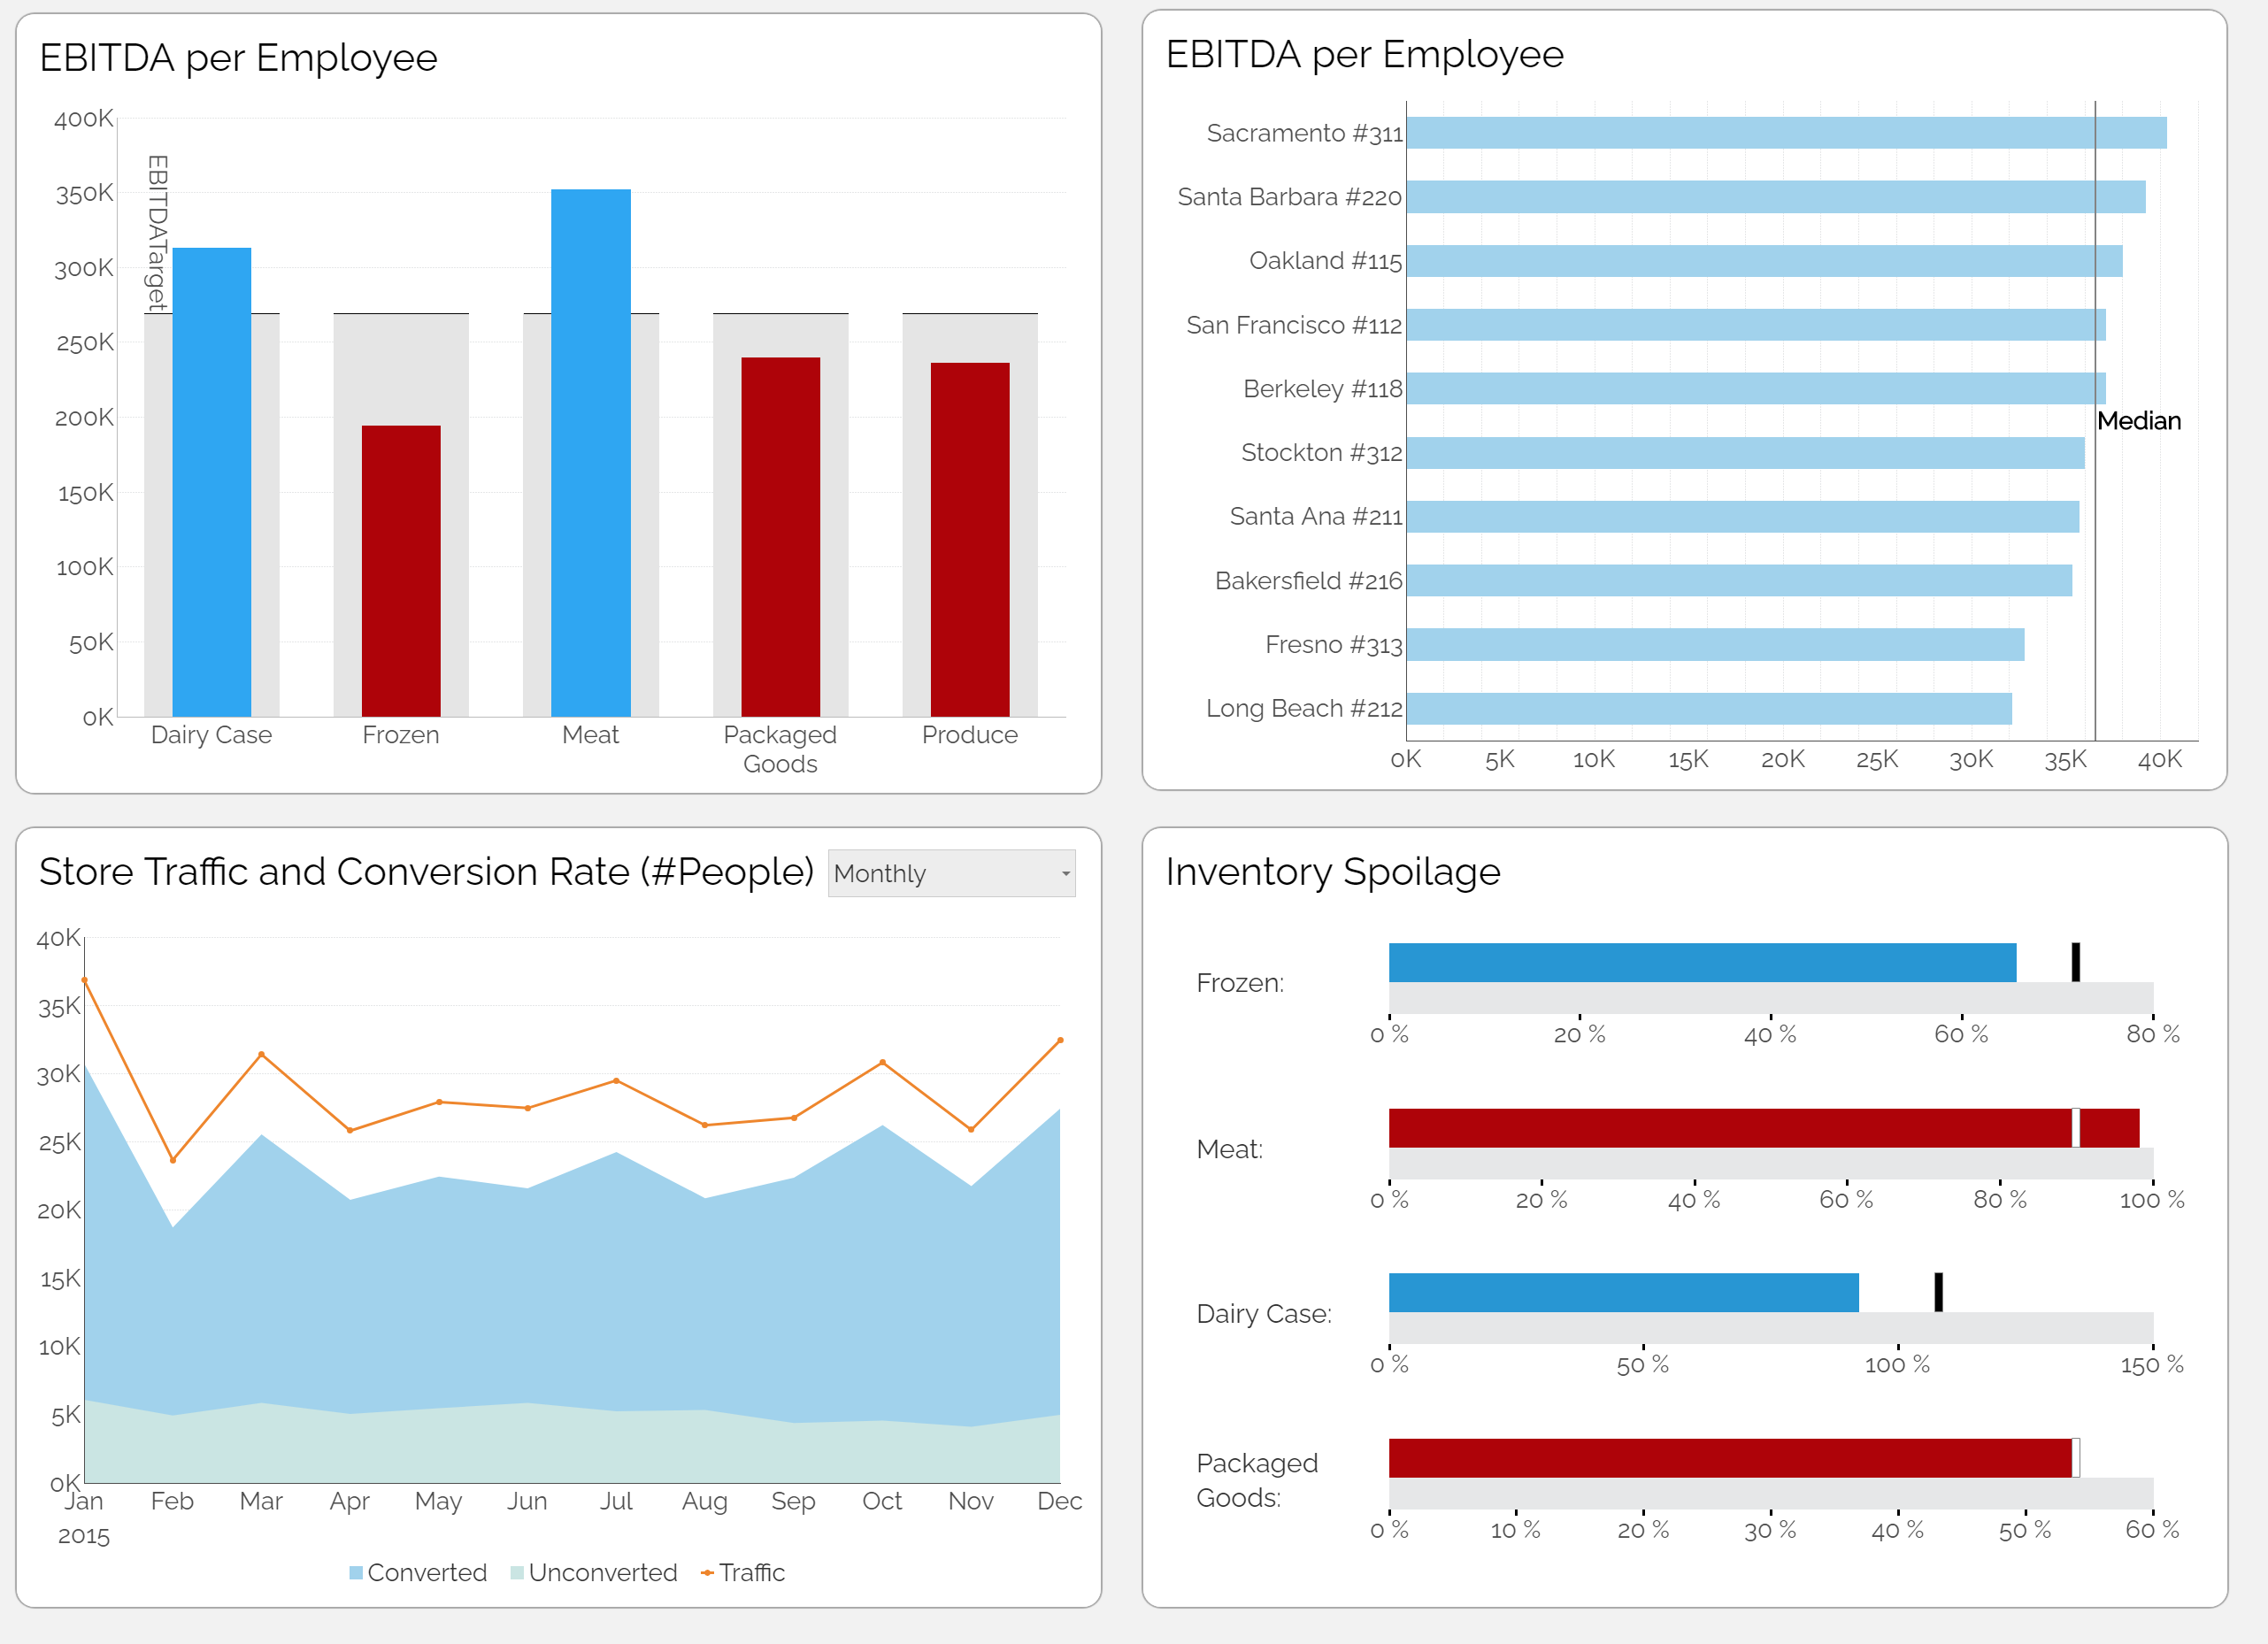 EBITDA per Employee
400K
350K
300K
250K
200K
150K
100K
50K
0K
EBITDATarget
Dairy Case
Frozen
Meat
Packaged
Goods
Produce
EBITDA per Employee
Sacramento #311
Santa Barbara #220
Oakland #115
San Francisco #112
Berkeley #118
Stockton #312
Santa Ana #211
Bakersfield #216
Fresno #313
Long Beach #212
Median
0K 5K 10K 15K 20K 25K 30K 35K 40K
Store Traffic and Conversion Rate (#People)
Monthly
40K
35K
30K
25K
20K
15K
10K
5K
0K
Jan Feb Mar Apr May Jun Jul Aug Sep Oct Nov Dec
2015
Converted Unconverted Traffic
Inventory Spoilage
Frozen:
0 % 20 % 40 % 60 % 80 %
Meat:
0 % 20 % 40 % 60 % 80 % 100 %
Dairy Case:
0 % 50 % 100 % 150 %
Packaged
Goods:
0 % 10 % 20 % 30 % 40 % 50 % 60 %